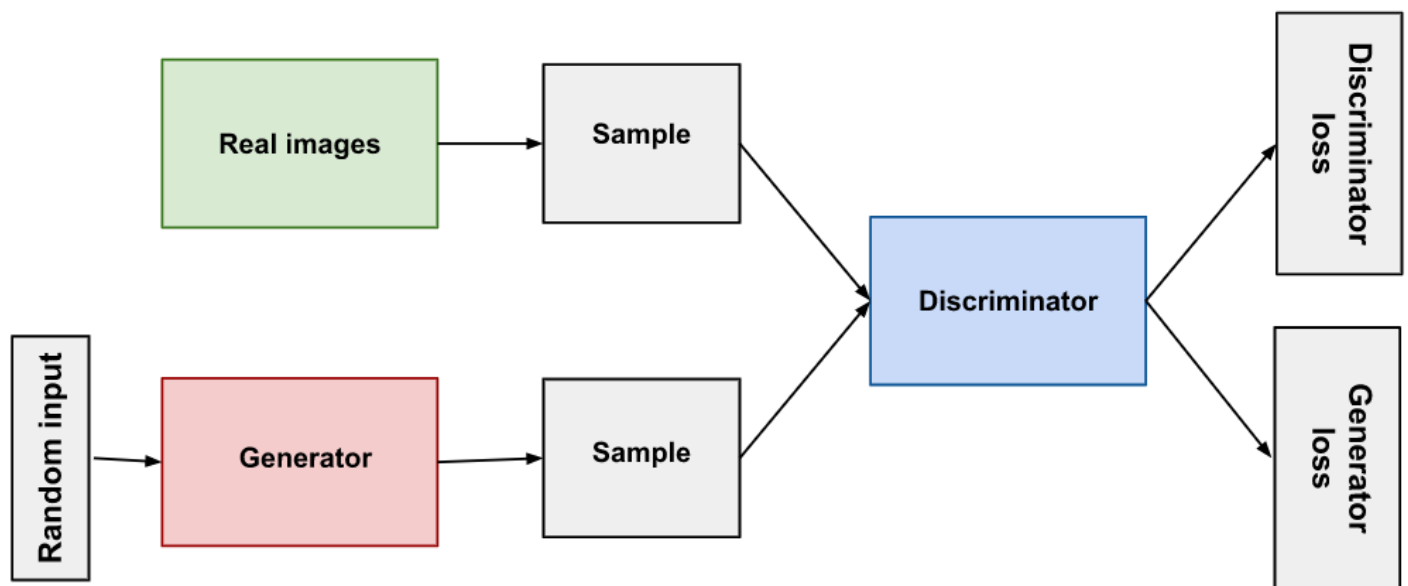 Real images
Sample
Discriminator
loss
Discriminator
Random input
Generator
Sample
Generator
loss